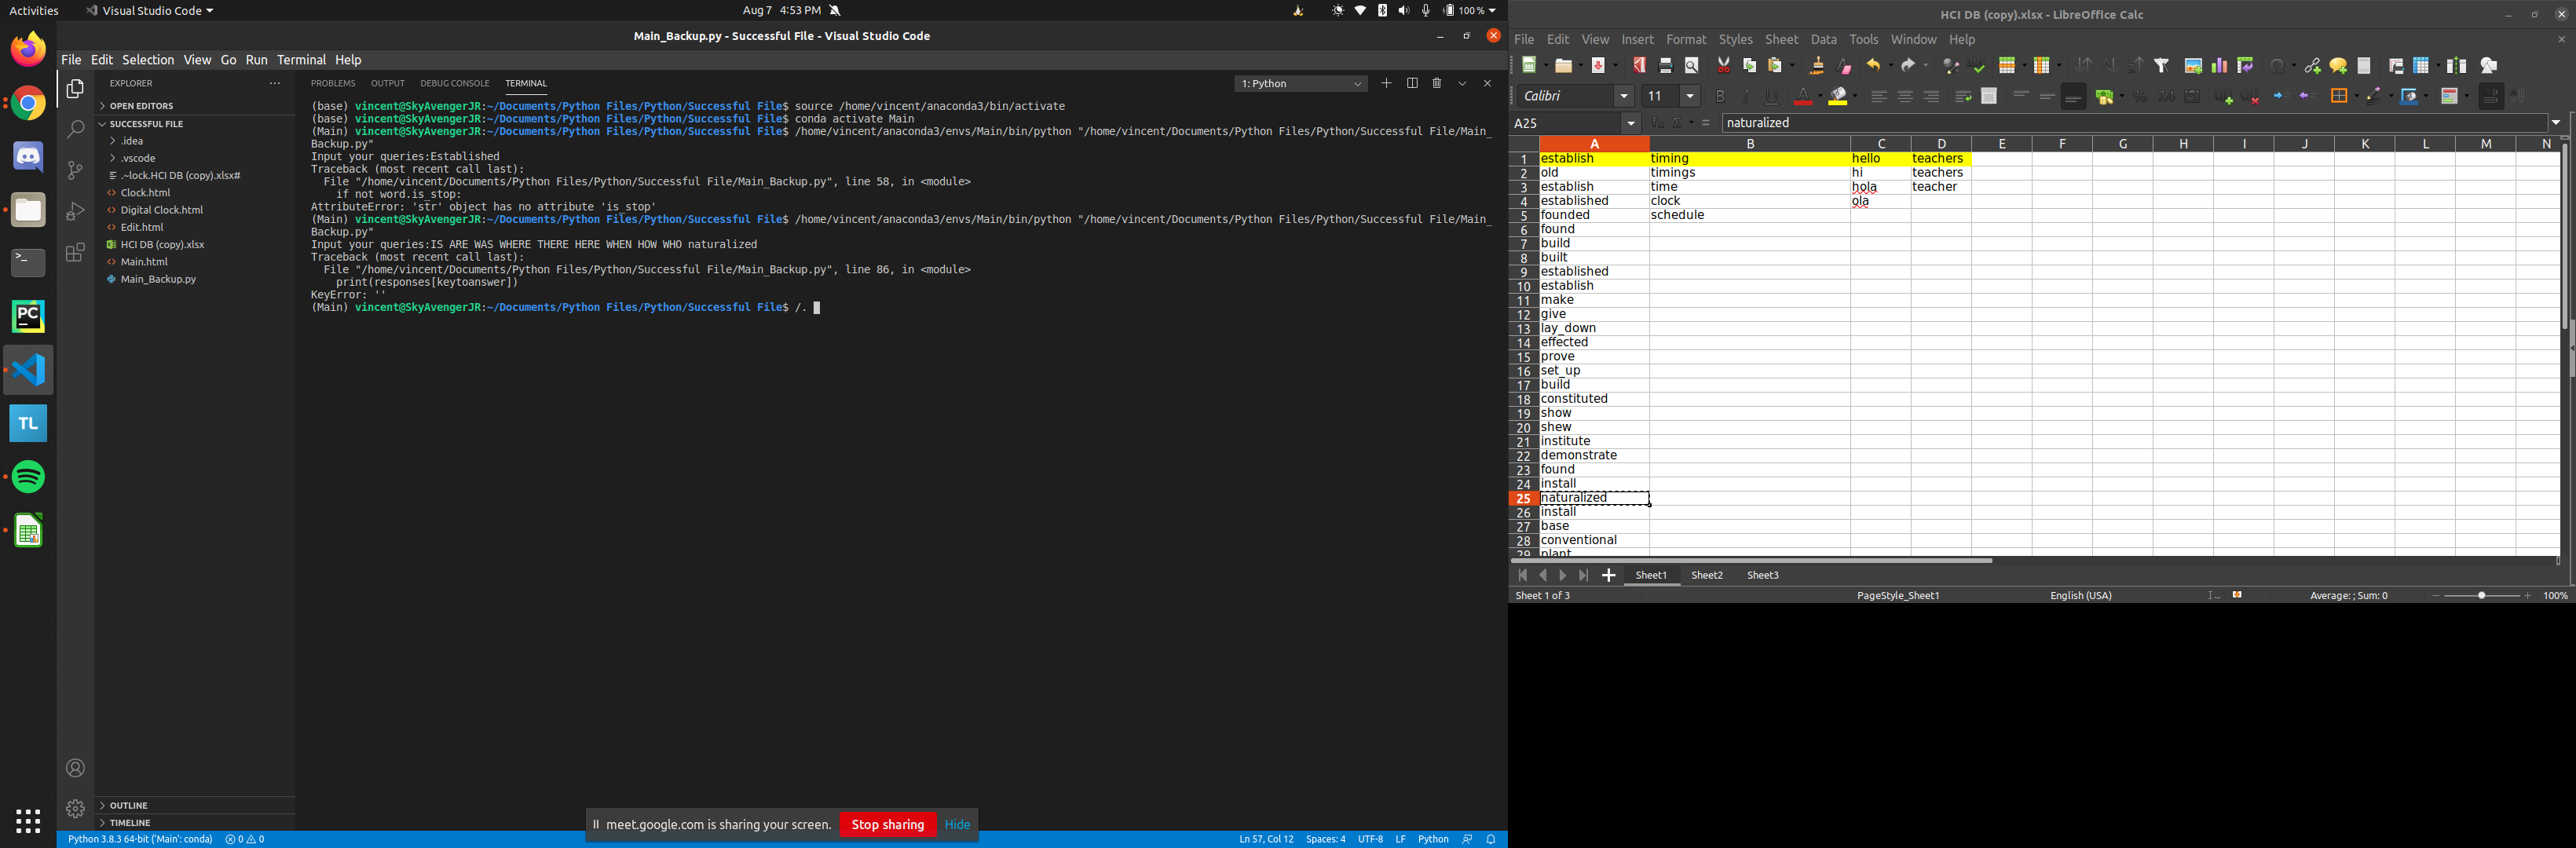 Activities
Visual Studio Code
Aug 7 4:53 PM
100 %
Main_Backup.py - Successful File - Visual Studio Code
File Edit Selection View Go Run Terminal Help
EXPLORER
OPEN EDITORS
SUCCESSFUL FILE
.idea
.vscode
.~lock.HCI DB (copy).xlsx#
Clock.html
Digital Clock.html
Edit.html
HCI DB (copy).xlsx
Main.html
Main_Backup.py
OUTLINE
TIMELINE
PROBLEMS OUTPUT DEBUG CONSOLE TERMINAL
1: Python
(base) vincent@SkyAvengerJR:~/Documents/Python Files/Python/Successful File$ source /home/vincent/anaconda3/bin/activate
(base) vincent@SkyAvengerJR:~/Documents/Python Files/Python/Successful File$ conda activate Main
(Main) vincent@SkyAvengerJR:~/Documents/Python Files/Python/Successful File$ /home/vincent/anaconda3/envs/Main/bin/python "/home/vincent/Documents/Python Files/Python/Successful File/Main_
Backup.py"
Input your queries:Established
Traceback (most recent call last):
File "/home/vincent/Documents/Python Files/Python/Successful File/Main_Backup.py", line 58, in <module>
if not word.is_stop:
AttributeError: 'str' object has no attribute 'is_stop'
(Main) vincent@SkyAvengerJR:~/Documents/Python Files/Python/Successful File$ /home/vincent/anaconda3/envs/Main/bin/python "/home/vincent/Documents/Python Files/Python/Successful File/Main_
Backup.py"
Input your queries:IS ARE WAS WHERE THERE HERE WHEN HOW WHO naturalized
Traceback (most recent call last):
File "/home/vincent/Documents/Python Files/Python/Successful File/Main_Backup.py", line 86, in <module>
print(responses[keytoanswer])
KeyError: ''
(Main) vincent@SkyAvengerJR:~/Documents/Python Files/Python/Successful File$ /.
PC
TL
meet.google.com is sharing your screen. Stop sharing Hide
Python 3.8.3 64-bit ('Main': conda) 0 0
Ln 57, Col 12 Spaces: 4 UTF-8 LF Python
HCI DB (copy).xlsx - LibreOffice Calc
File Edit View Insert Format Styles Sheet Data Tools Window Help
Calibri 11
A25 naturalized
A B C D E F G H I J K L M N
1 establish timing hello teachers
2 old timings hi teachers
3 establish time hola teacher
4 established clock ola
5 founded schedule
6 found
7 build
8 built
9 established
10 establish
11 make
12 give
13 lay_down
14 effected
15 prove
16 set_up
17 build
18 constituted
19 show
20 shew
21 institute
22 demonstrate
23 found
24 install
25 naturalized
26 install
27 base
28 conventional
29 plant
Sheet1 Sheet2 Sheet3
Sheet 1 of 3 PageStyle_Sheet1 English (USA) Average: ; Sum: 0 100%